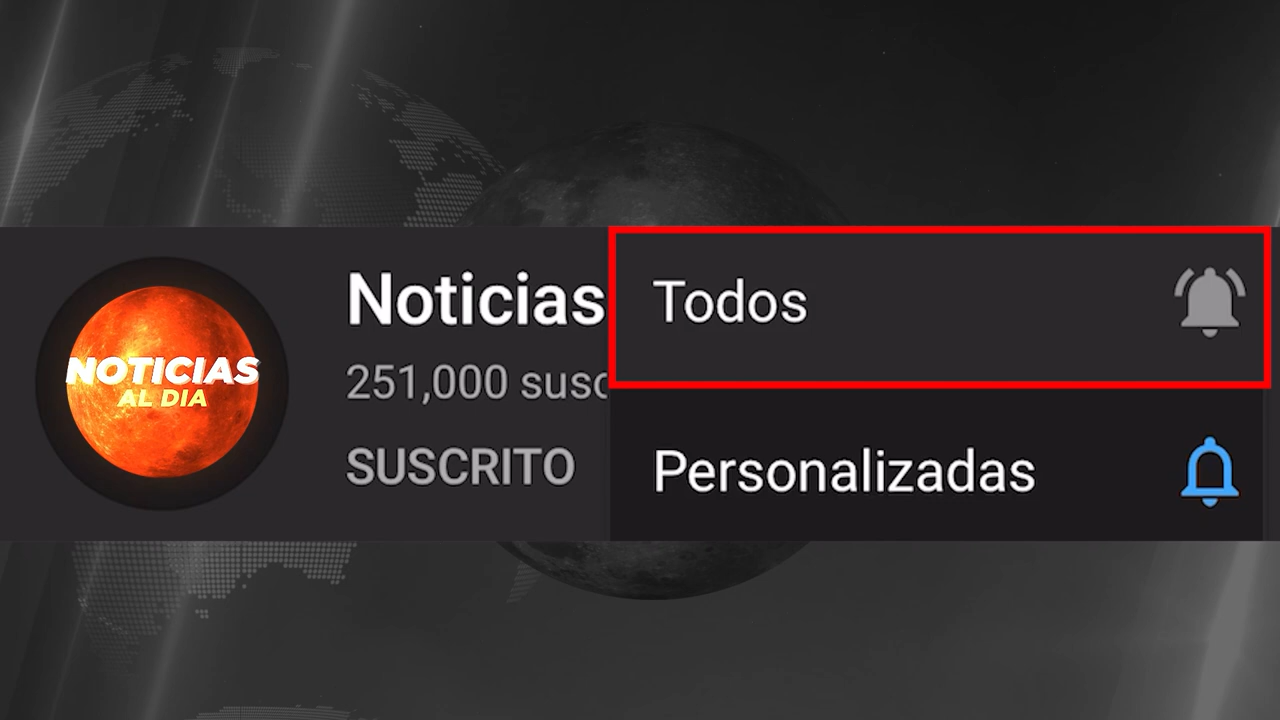 NOTICIAS
AL DIA
Noticias
251,000 susc
SUSCRITO
Todos
Personalizadas